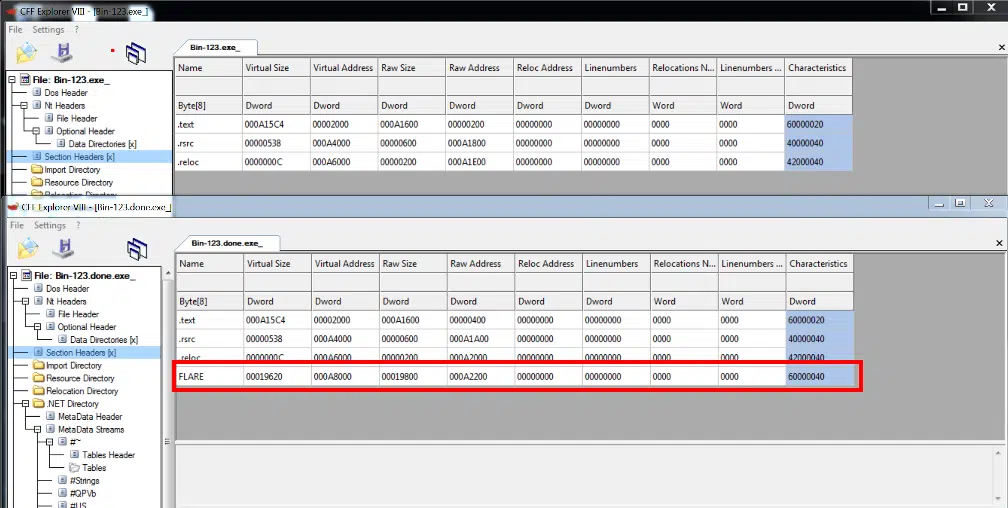 CFF Explorer VIII - [Bin-123.exe_]
File Settings ?
Bin-123.exe_
File: Bin-123.exe_
Dos Header
Nt Headers
File Header
Optional Header
Data Directories [x]
Section Headers [x]
Import Directory
Resource Directory
Relocation Directory
Name Virtual Size Virtual Address Raw Size Raw Address Reloc Address Linenumbers Relocations N... Linenumbers ... Characteristics
Byte[8] Dword Dword Dword Dword Dword Dword Word Word Dword
.text 000A15C4 00002000 000A1600 00000200 00000000 00000000 0000 0000 60000020
.rsrc 00000538 000A4000 00000600 000A1800 00000000 00000000 0000 0000 40000040
.reloc 0000000C 000A6000 00000200 000A1E00 00000000 00000000 0000 0000 42000040
CFF Explorer VIII - [Bin-123.done.exe_]
File Settings ?
Bin-123.done.exe_
File: Bin-123.done.exe_
Dos Header
Nt Headers
File Header
Optional Header
Data Directories [x]
Section Headers [x]
Import Directory
Resource Directory
Relocation Directory
.NET Directory
MetaData Header
MetaData Streams
#~
Tables Header
Tables
#Strings
#QPVb
#US
Name Virtual Size Virtual Address Raw Size Raw Address Reloc Address Linenumbers Relocations N... Linenumbers ... Characteristics
Byte[8] Dword Dword Dword Dword Dword Dword Word Word Dword
.text 000A15C4 00002000 000A1600 00000400 00000000 00000000 0000 0000 60000020
.rsrc 00000538 000A4000 00000600 000A1A00 00000000 00000000 0000 0000 40000040
.reloc 0000000C 000A6000 00000200 000A2000 00000000 00000000 0000 0000 42000040
FLARE 00019620 000A8000 00019800 000A2200 00000000 00000000 0000 0000 60000040